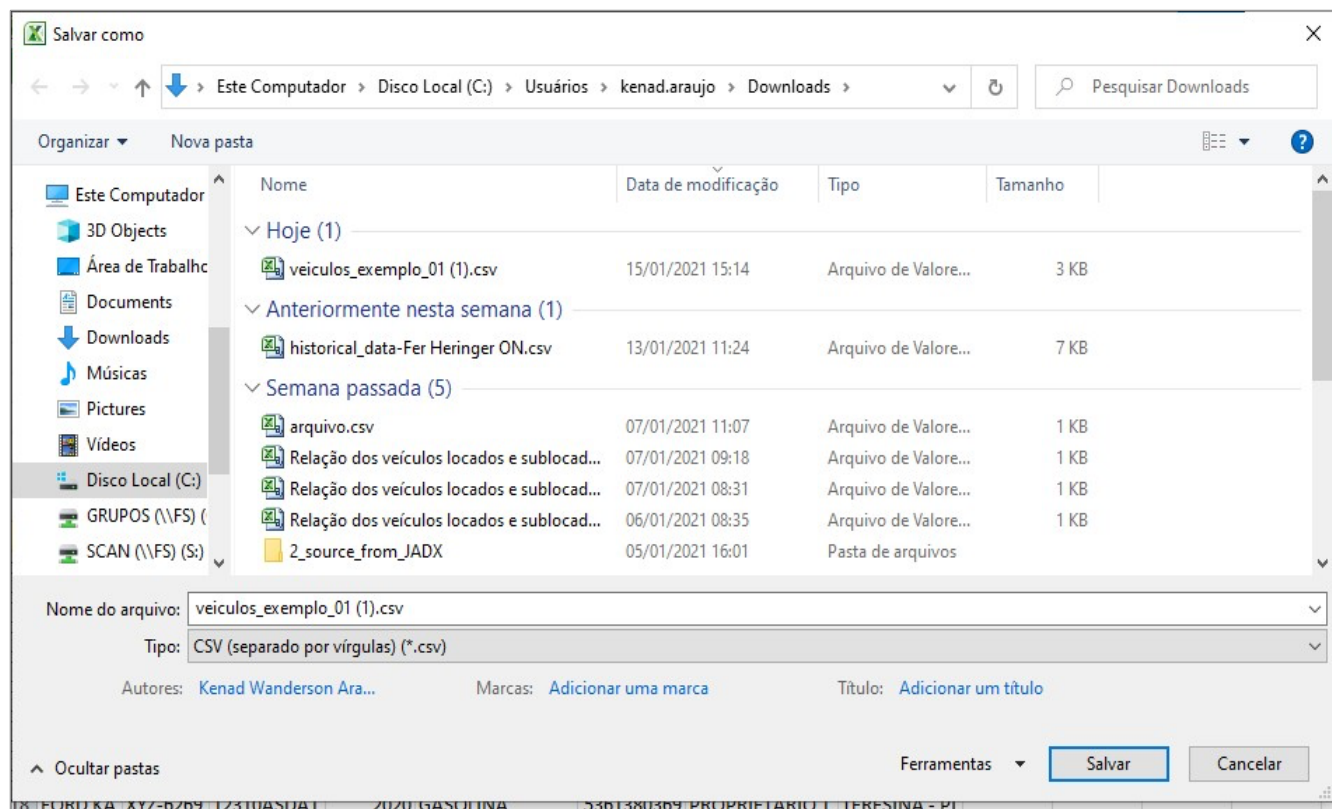 Salvar como
Este Computador > Disco Local (C:) > Usuários > kenad.araujo > Downloads >
Pesquisar Downloads
Organizar
Nova pasta
Este Computador
3D Objects
Área de Trabalho
Documents
Downloads
Músicas
Pictures
Vídeos
Disco Local (C:)
GRUPOS (\\FS) (
SCAN (\\FS) (S:)
Nome Data de modificação Tipo Tamanho
Hoje (1)
veiculos_exemplo_01 (1).csv 15/01/2021 15:14 Arquivo de Valore... 3 KB
Anteriormente nesta semana (1)
historical_data-Fer Heringer ON.csv 13/01/2021 11:24 Arquivo de Valore... 7 KB
Semana passada (5)
arquivo.csv 07/01/2021 11:07 Arquivo de Valore... 1 KB
Relação dos veículos locados e sublocad... 07/01/2021 09:18 Arquivo de Valore... 1 KB
Relação dos veículos locados e sublocad... 07/01/2021 08:31 Arquivo de Valore... 1 KB
Relação dos veículos locados e sublocad... 06/01/2021 08:35 Arquivo de Valore... 1 KB
2_source_from_JADX 05/01/2021 16:01 Pasta de arquivos
Nome do arquivo: veiculos_exemplo_01 (1).csv
Tipo: CSV (separado por vírgulas) (*.csv)
Autores: Kenad Wanderson Ara... Marcas: Adicionar uma marca Título: Adicionar um título
Ocultar pastas
Ferramentas
Salvar
Cancelar
18 FORD KA 2020 GASOLINA PROPRIETARIO 1 TERESINA - PI